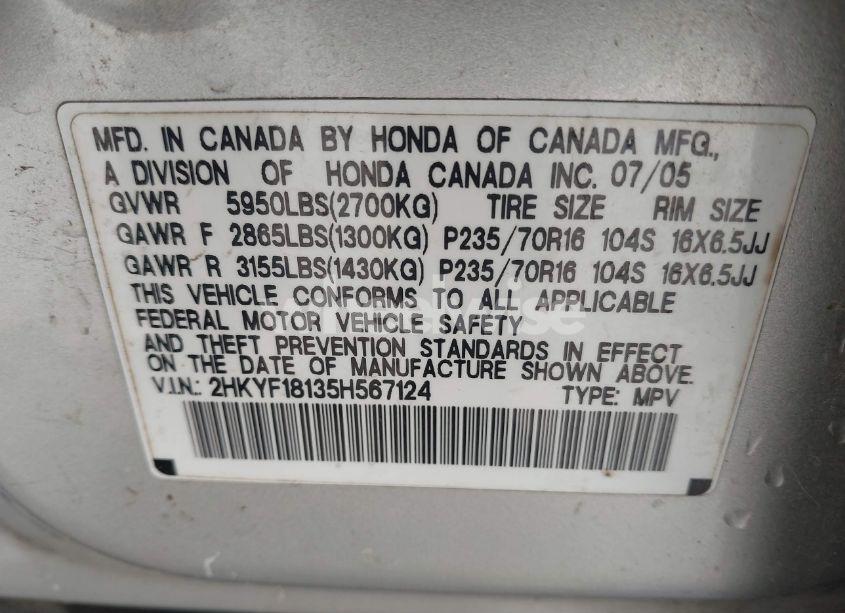 MFD. IN CANADA BY HONDA OF CANADA MFG.,
A DIVISION OF HONDA CANADA INC. 07/05
GVWR 5950LBS(2700KG) TIRE SIZE RIM SIZE
GAWR F 2865LBS(1300KG) P235/70R16 104S 16X6.5JJ
GAWR R 3155LBS(1430KG) P235/70R16 104S 16X6.5JJ
THIS VEHICLE CONFORMS TO ALL APPLICABLE
FEDERAL MOTOR VEHICLE SAFETY
AND THEFT PREVENTION STANDARDS IN EFFECT
ON THE DATE OF MANUFACTURE SHOWN ABOVE.
V.I.N.: 2HKYF18135H567124 TYPE: MPV